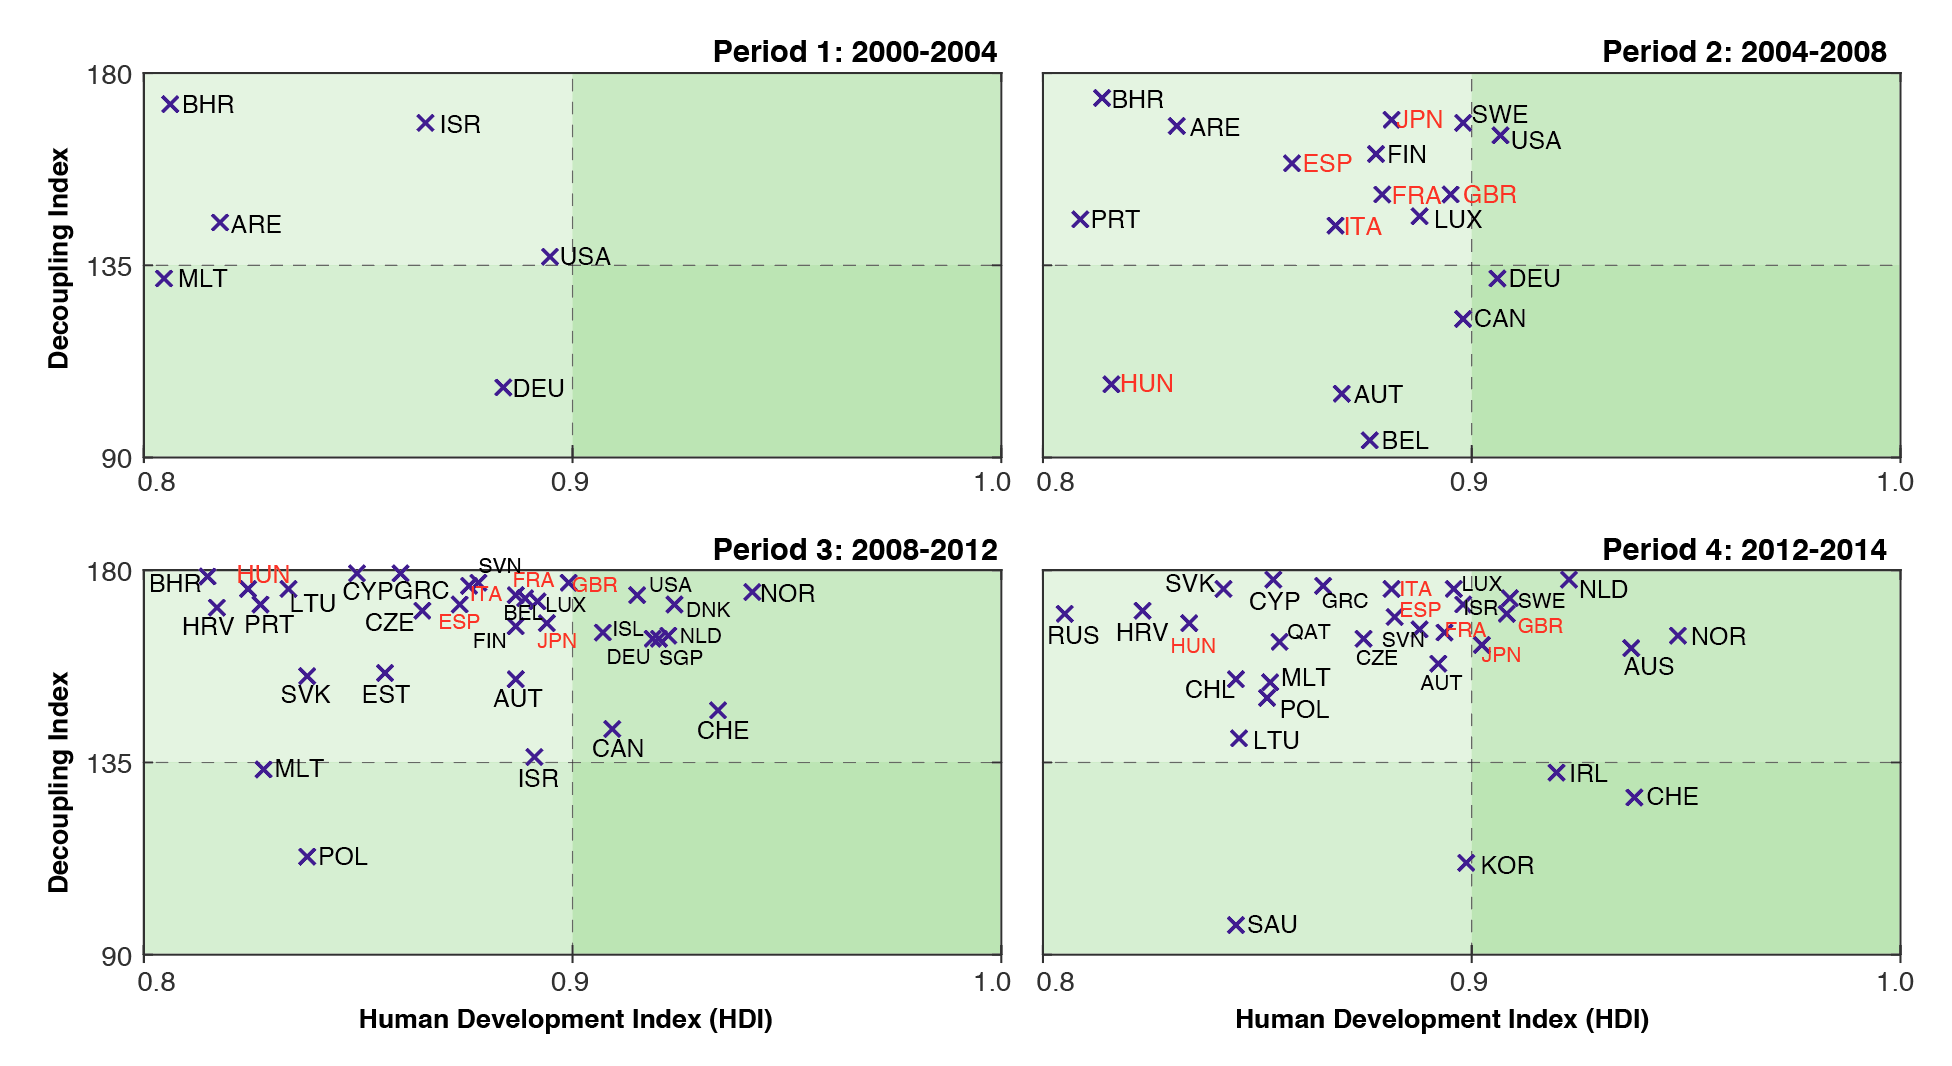 Period 1: 2000-2004
Period 2: 2004-2008
Decoupling Index
180
135
90
BHR
ISR
ARE
USA
MLT
DEU
0.8
0.9
1.0
BHR
ARE
JPN
SWE
USA
ESP
FIN
FRA
GBR
PRT
ITA
LUX
DEU
CAN
HUN
AUT
BEL
0.8
0.9
1.0
Period 3: 2008-2012
Period 4: 2012-2014
Decoupling Index
180
135
90
SVN
BHR
HUN
FRA
GBR
USA
CYP
GRC
ITA
NOR
LTU
BEL
LUX
DNK
HRV
PRT
CZE
ESP
FIN
JPN
ISL
NLD
DEU
SGP
SVK
EST
AUT
CHE
CAN
MLT
ISR
POL
0.8
0.9
1.0
Human Development Index (HDI)
SVK
CYP
GRC
ITA
LUX
NLD
ISR
SWE
ESP
RUS
HRV
HUN
QAT
SVN
FRA
GBR
NOR
CZE
JPN
AUS
AUT
CHL
MLT
POL
LTU
IRL
CHE
KOR
SAU
0.8
0.9
1.0
Human Development Index (HDI)